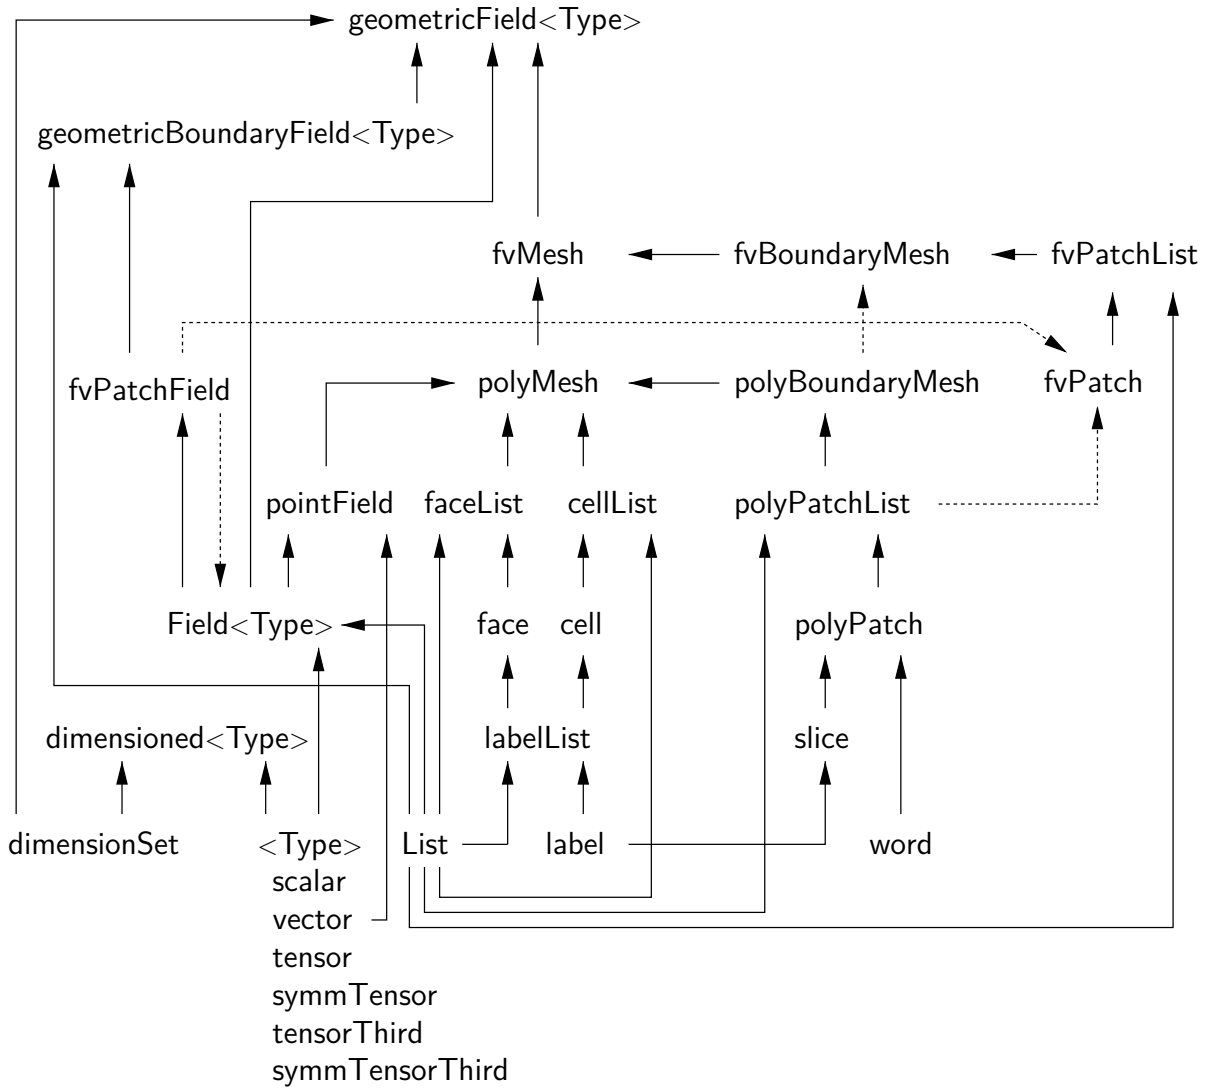 geometricField<Type>
geometricBoundaryField<Type>
fvMesh fvBoundaryMesh fvPatchList
fvPatchField polyMesh polyBoundaryMesh fvPatch
pointField faceList cellList polyPatchList
Field<Type> face cell polyPatch
dimensioned<Type> labelList slice
dimensionSet <Type> List label word
scalar
vector
tensor
symmTensor
tensorThird
symmTensorThird